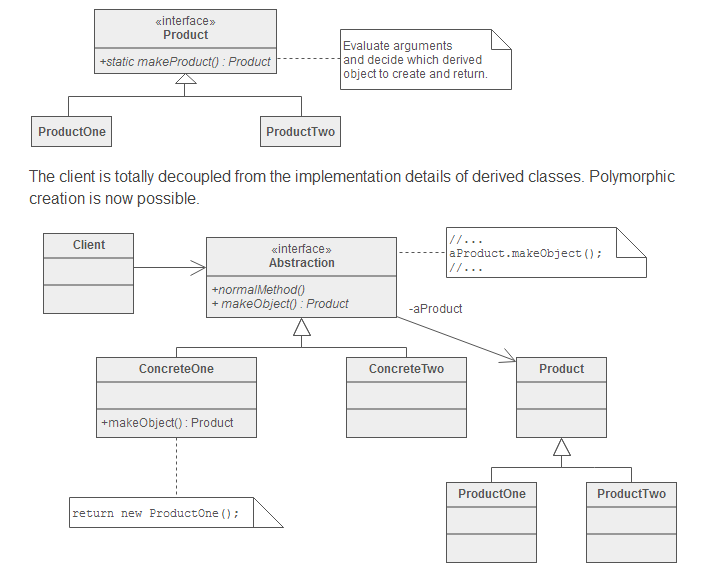 «interface»
Product
+static makeProduct() : Product
Evaluate arguments
and decide which derived
object to create and return.
ProductOne
ProductTwo
The client is totally decoupled from the implementation details of derived classes. Polymorphic
creation is now possible.
Client
«interface»
Abstraction
+normalMethod()
+ makeObject() : Product
//...
aProduct.makeObject();
//...
-aProduct
ConcreteOne
+makeObject() : Product
ConcreteTwo
Product
return new ProductOne();
ProductOne
ProductTwo